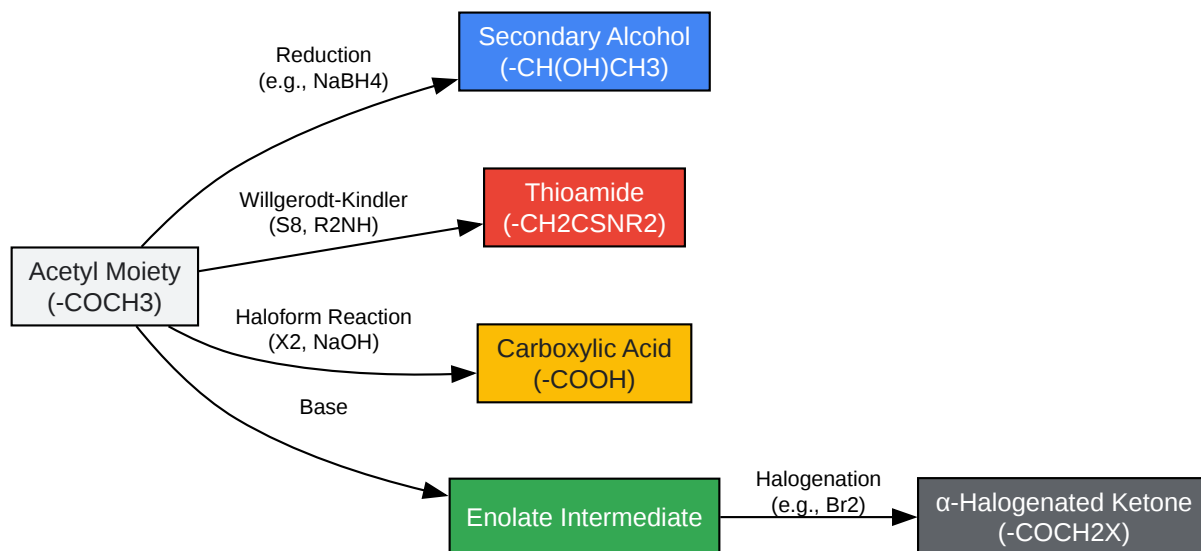 Reduction
(e.g., NaBH4)
Secondary Alcohol
(-CH(OH)CH3)
Willgerodt-Kindler
(S8, R2NH)
Thioamide
(-CH2CSNR2)
Acetyl Moiety
(-COCH3)
Haloform Reaction
(X2, NaOH)
Carboxylic Acid
(-COOH)
Base
Enolate Intermediate
Halogenation
(e.g., Br2)
α-Halogenated Ketone
(-COCH2X)